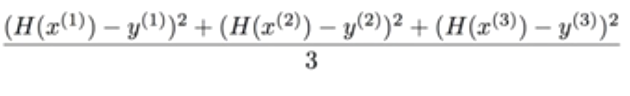 (H(x⁽¹⁾) − y⁽¹⁾)² + (H(x⁽²⁾) − y⁽²⁾)² + (H(x⁽³⁾) − y⁽³⁾)²
3